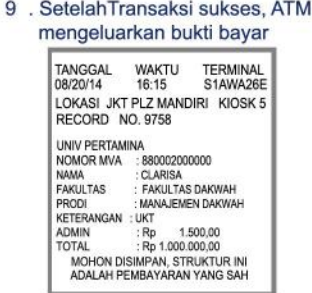 9 . SetelahTransaksi sukses, ATM
mengeluarkan bukti bayar
TANGGAL WAKTU TERMINAL
08/20/14 16:15 S1AWA26E
LOKASI JKT PLZ MANDIRI KIOSK 5
RECORD NO. 9758
UNIV PERTAMINA
NOMOR MVA : 880002000000
NAMA : CLARISA
FAKULTAS : FAKULTAS DAKWAH
PRODI : MANAJEMEN DAKWAH
KETERANGAN : UKT
ADMIN : Rp 1.500,00
TOTAL : Rp 1.000.000,00
MOHON DISIMPAN, STRUKTUR INI
ADALAH PEMBAYARAN YANG SAH